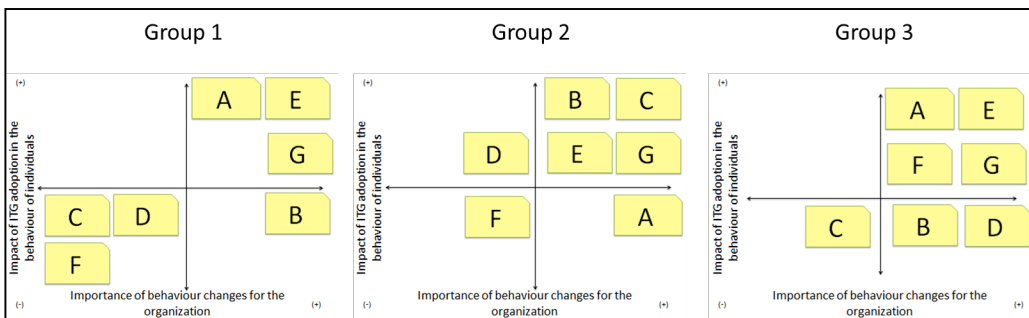 Group 1
Impact of ITG adoption in the
behaviour of individuals
(+)
A E
G
C D B
F
(-) (+)
Importance of behaviour changes for the
organization
Group 2
Impact of ITG adoption in the
behaviour of individuals
(+)
B C
D E G
F A
(-) (+)
Importance of behaviour changes for the
organization
Group 3
Impact of ITG adoption in the
behaviour of individuals
(+)
A E
F G
C B D
(-) (+)
Importance of behaviour changes for the
organization